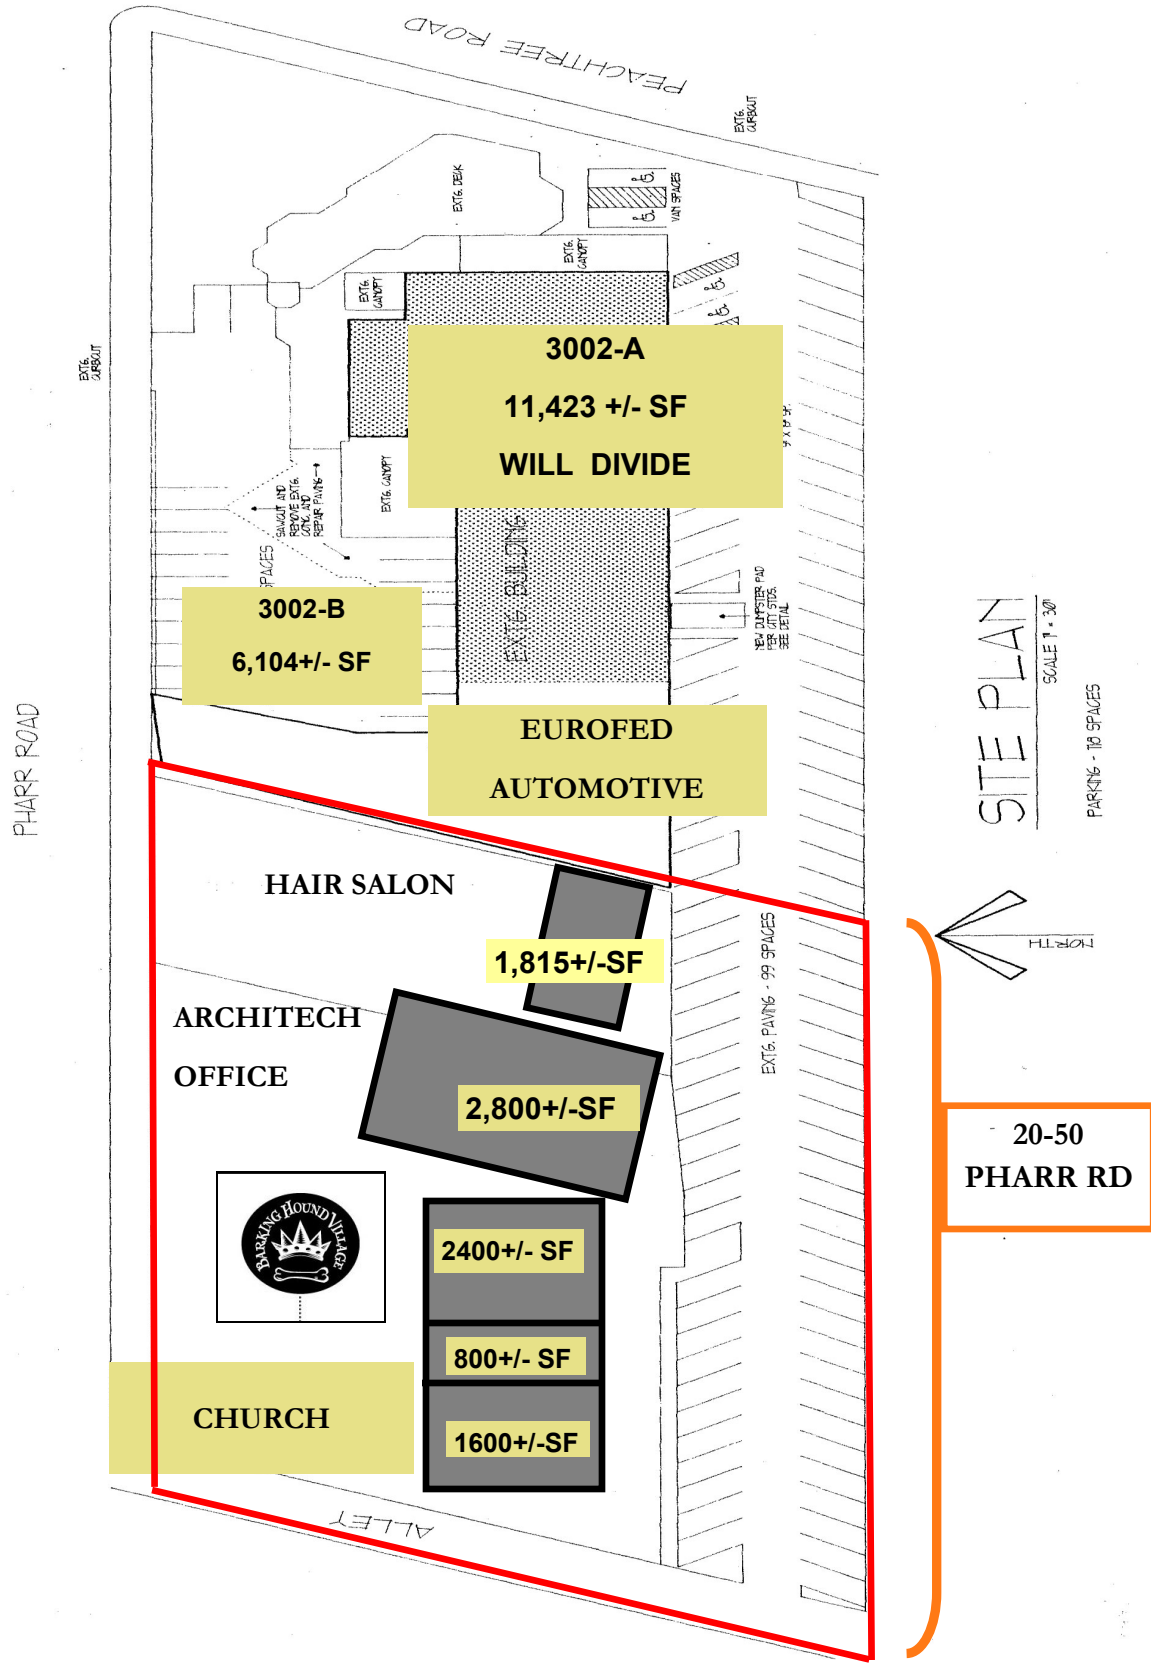 PEACHTREE ROAD
EXTG.
CURBCUT
EXTG. DECK
VAN SPACES
EXTG.
CANOPY
EXTG.
CANOPY
EXTG.
CURBCUT
3002-A
11,423 +/- SF
WILL DIVIDE
9 X 19 SP.
EXTG. CANOPY
SAWCUT AND
REMOVE EXTG.
CONC. AND
REPAIR PAVING
SPACES
EXTG. BUILDING
3002-B
6,104+/- SF
NEW DUMPSTER PAD
PER CITY STDS.
SEE DETAIL
SITE PLAN
SCALE 1" = 30'
PARKING - 118 SPACES
PHARR ROAD
EUROFED
AUTOMOTIVE
HAIR SALON
1,815+/-SF
NORTH
EXTG. PAVING - 99 SPACES
ARCHITECH
OFFICE
2,800+/-SF
20-50
PHARR RD
BARKING HOUND VILLAGE
2400+/- SF
800+/- SF
CHURCH
1600+/-SF
ALLEY